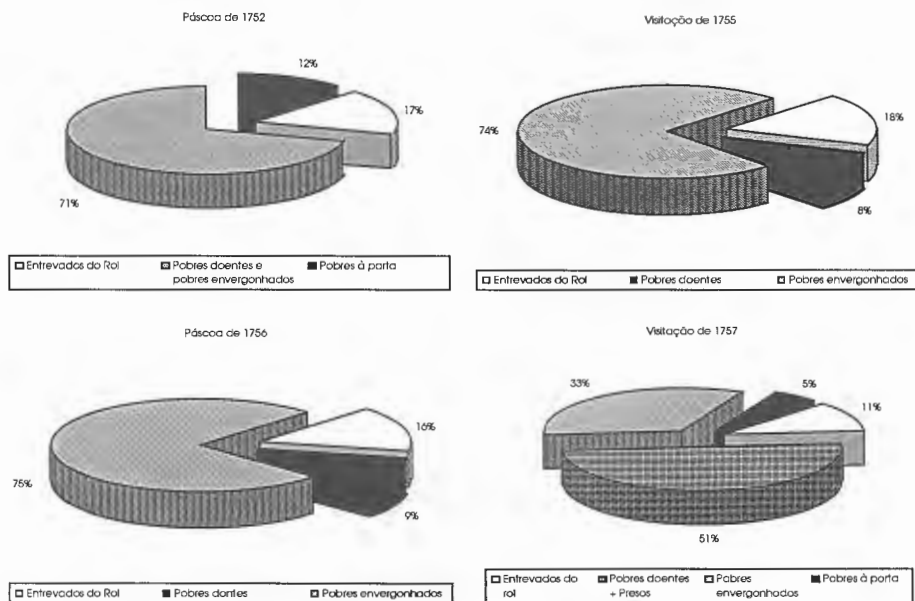 Páscoa de 1752
12%
17%
71%
Entrevados do Rol Pobres doentes e pobres envergonhados Pobres à porta
Visitação de 1755
74%
18%
8%
Entrevados do Rol Pobres doentes Pobres envergonhados
Páscoa de 1756
16%
75%
9%
Entrevados do Rol Pobres dontes Pobres envergonhados
Visitação de 1757
33%
5%
11%
51%
Entrevados do rol Pobres doentes + Presos Pobres envergonhados Pobres à porta